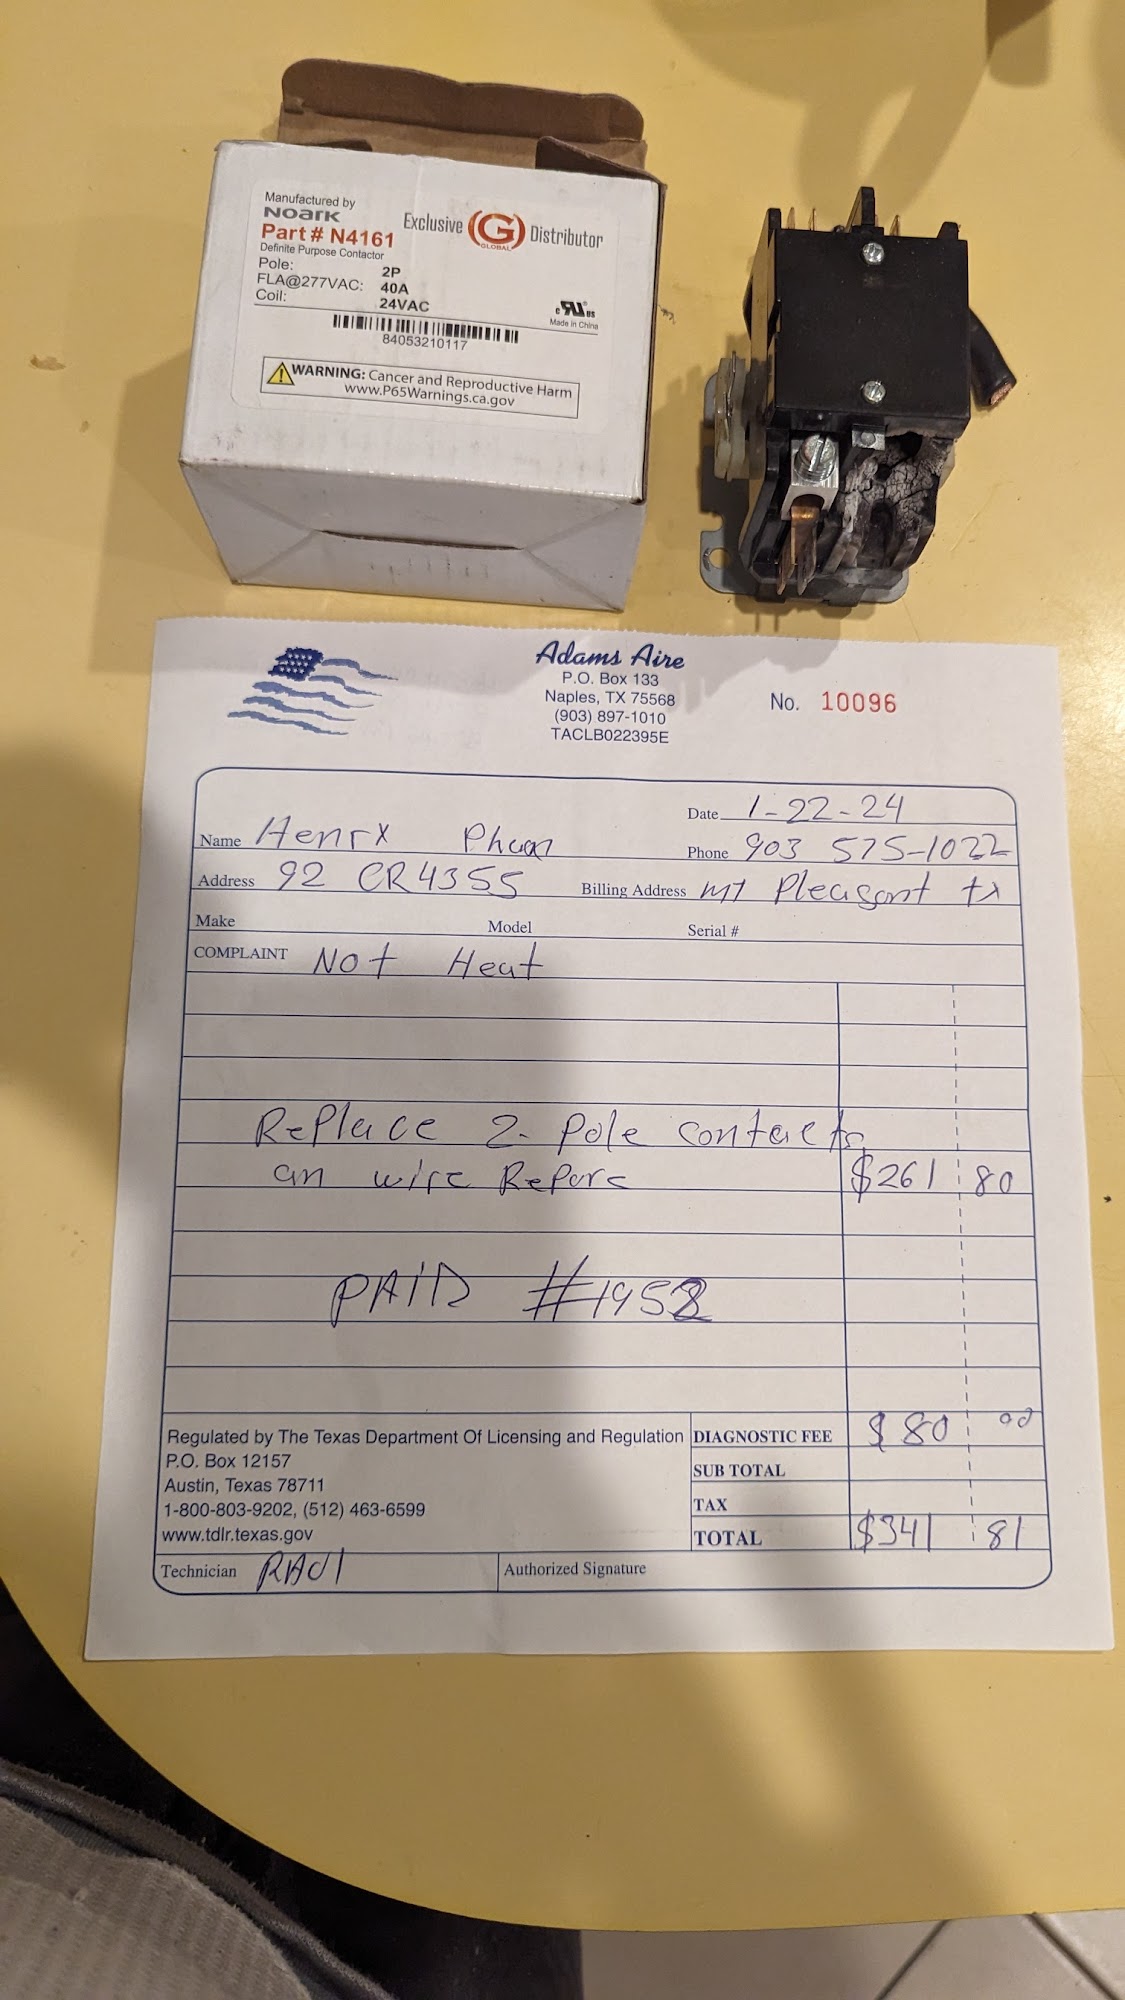 Manufactured by
NOARK
Part # N4161
Exclusive G GLOBAL Distributor
Definite Purpose Contactor
Pole: 2P
FLA@277VAC: 40A
Coil: 24VAC
c RU us
Made in China
84053210117
WARNING: Cancer and Reproductive Harm
www.P65Warnings.ca.gov
Adams Aire
P.O. Box 133
Naples, TX 75568
(903) 897-1010
TACLB022395E
No. 10096
Date 1-22-24
Name Henrx Phan
Phone 903 575-1022
Address 92 CR4355
Billing Address MT Pleasant tx
Make Model Serial #
COMPLAINT Not Heat
RePlace 2- Pole contacts
an wire Repare $261 80
PAID #1952
Regulated by The Texas Department Of Licensing and Regulation
P.O. Box 12157
Austin, Texas 78711
1-800-803-9202, (512) 463-6599
www.tdlr.texas.gov
DIAGNOSTIC FEE $80 00
SUB TOTAL
TAX
TOTAL $341 81
Technician RAUl
Authorized Signature